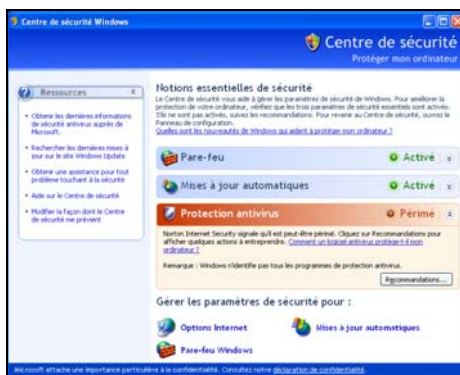 Centre de sécurité Windows
Centre de sécurité
Protéger mon ordinateur
Ressources
• Obtenir les dernières informations
de sécurité antivirus auprès de
Microsoft.
• Rechercher les dernières mises à
jour sur le site Windows Update
• Obtenir une assistance pour tout
problème touchant à la sécurité
• Aide sur le Centre de sécurité
• Modifier la façon dont le Centre
de sécurité me prévient
Notions essentielles de sécurité
Le Centre de sécurité vous aide à gérer les paramètres de sécurité de Windows. Pour améliorer la
protection de votre ordinateur, vérifiez que les trois paramètres de sécurité essentiels sont activés.
S'ils ne sont pas activés, suivez les recommandations. Pour revenir au Centre de sécurité, ouvrez le
Panneau de configuration.
Quelles sont les nouveautés de Windows qui aident à protéger mon ordinateur ?
Pare-feu Activé
Mises à jour automatiques Activé
Protection antivirus Périmé
Norton Internet Security signale qu'il est peut-être périmé. Cliquez sur Recommandations pour
afficher quelques actions à entreprendre. Comment un logiciel antivirus protège-t-il mon
ordinateur ?
Remarque : Windows n'identifie pas tous les programmes de protection antivirus.
Recommandations...
Gérer les paramètres de sécurité pour :
Options Internet
Mises à jour automatiques
Pare-feu Windows
Microsoft attache une importance particulière à la confidentialité. Consultez notre déclaration de confidentialité.